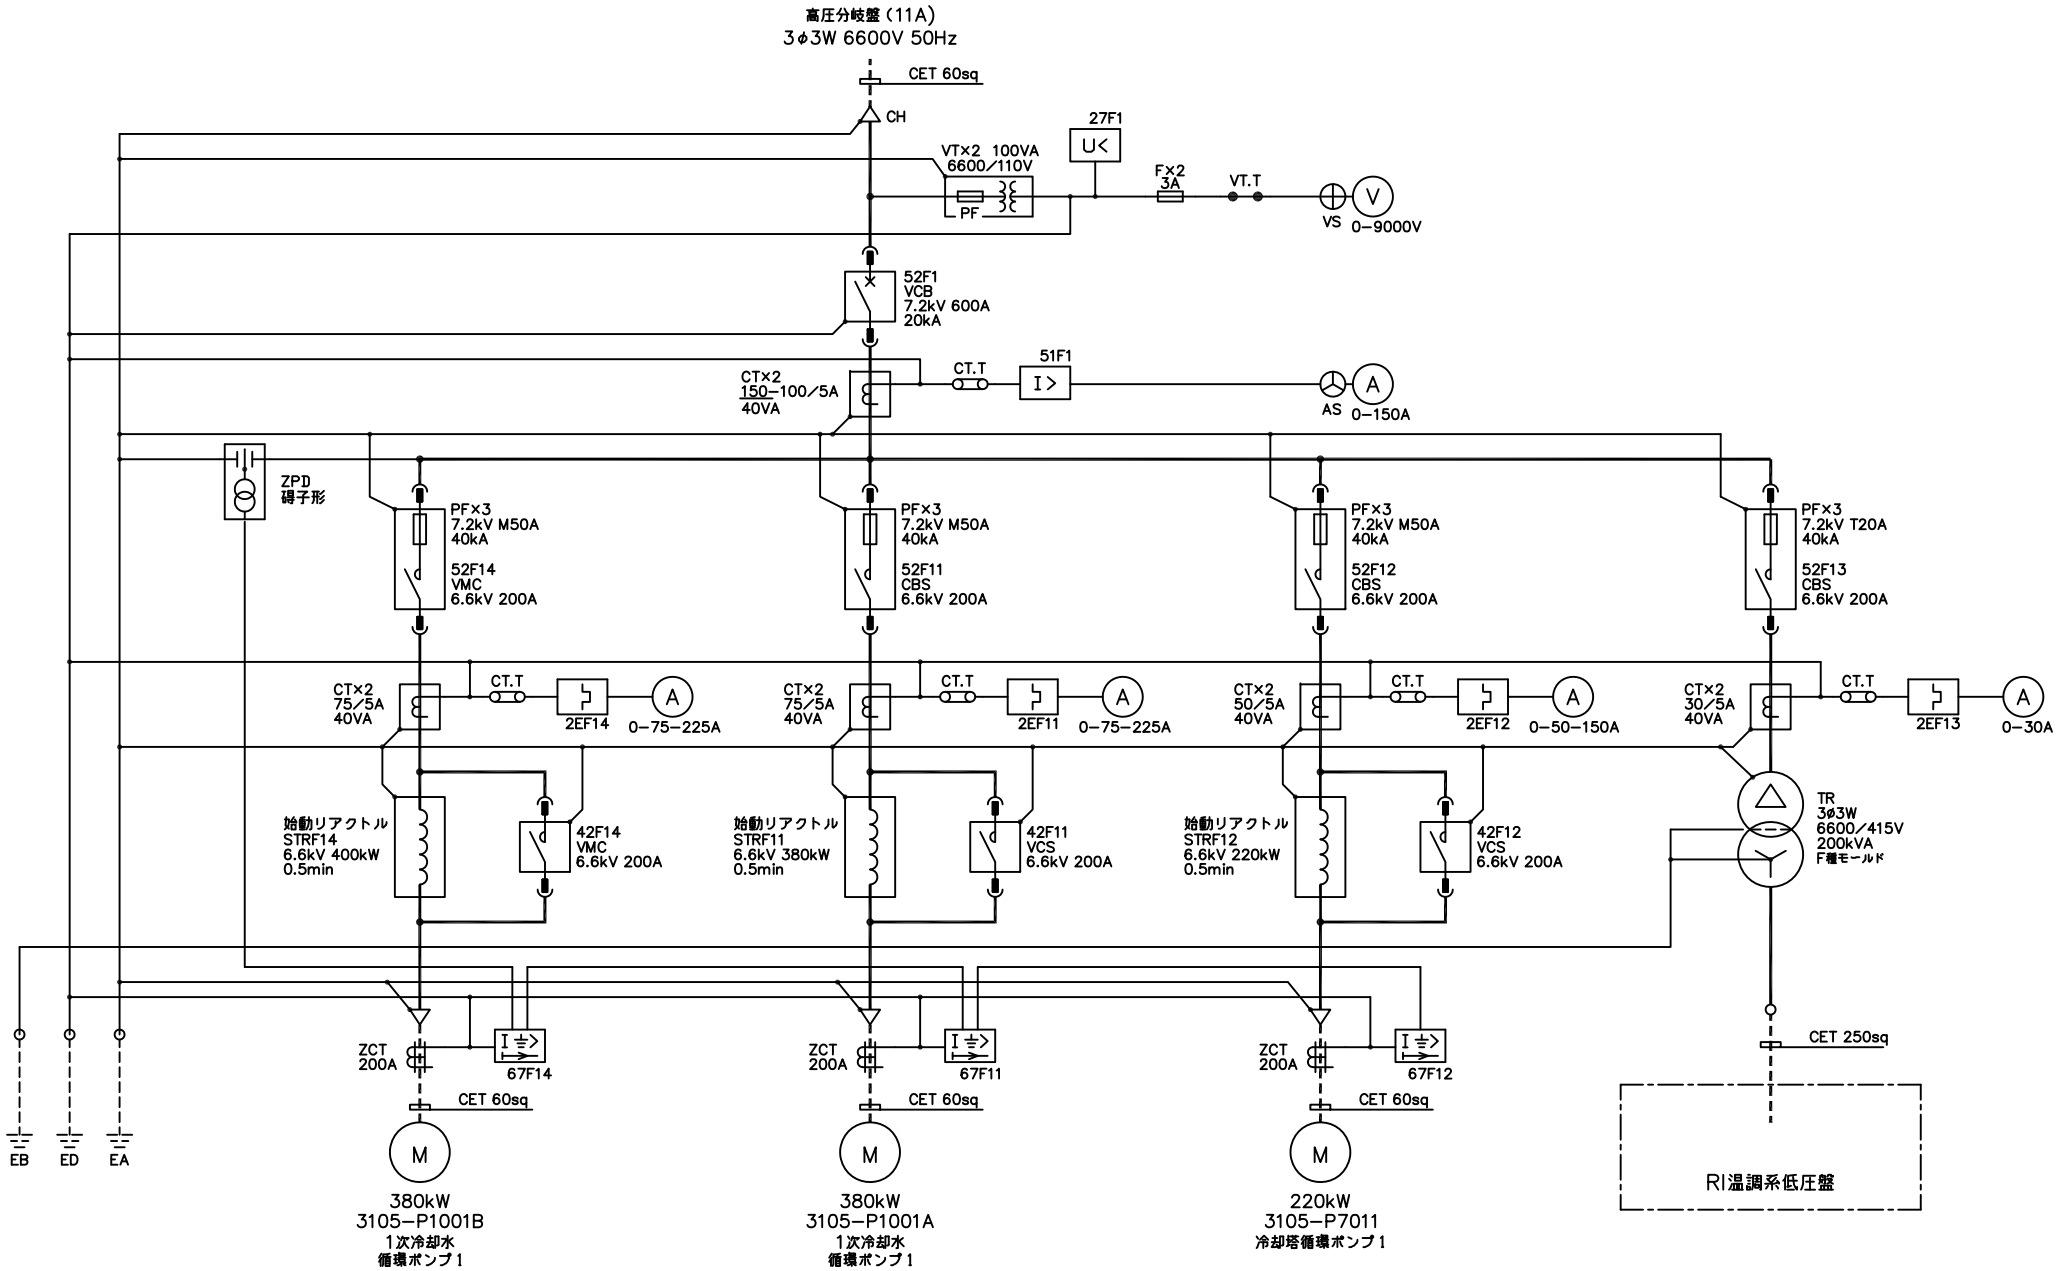 高圧分岐盤(11A)
3φ3W 6600V 50Hz
CET 60sq
CH
27F1
U<
VT×2 100VA
6600/110V
PF
F×2
3A
VT.T
VS
V
0-9000V
52F1
VCB
7.2kV 600A
20kA
CT×2
150-100/5A
40VA
CT.T
51F1
I>
AS
A
0-150A
ZPD
碍子形
PF×3
7.2kV M50A
40kA
52F14
VMC
6.6kV 200A
PF×3
7.2kV M50A
40kA
52F11
CBS
6.6kV 200A
PF×3
7.2kV M50A
40kA
52F12
CBS
6.6kV 200A
PF×3
7.2kV T20A
40kA
52F13
CBS
6.6kV 200A
CT×2
75/5A
40VA
CT.T
2EF14
A
0-75-225A
CT×2
75/5A
40VA
CT.T
2EF11
A
0-75-225A
CT×2
50/5A
40VA
CT.T
2EF12
A
0-50-150A
CT×2
30/5A
40VA
CT.T
2EF13
A
0-30A
始動リアクトル
STRF14
6.6kV 400kW
0.5min
42F14
VMC
6.6kV 200A
始動リアクトル
STRF11
6.6kV 380kW
0.5min
42F11
VCS
6.6kV 200A
始動リアクトル
STRF12
6.6kV 220kW
0.5min
42F12
VCS
6.6kV 200A
TR
3φ3W
6600/415V
200kVA
F種モールド
ZCT
200A
I>
67F14
ZCT
200A
I>
67F11
ZCT
200A
I>
67F12
CET 250sq
CET 60sq
CET 60sq
CET 60sq
EB
ED
EA
M
M
M
RI温調系低圧盤
380kW
3105-P1001B
1次冷却水
循環ポンプ1
380kW
3105-P1001A
1次冷却水
循環ポンプ1
220kW
3105-P7011
冷却塔循環ポンプ1